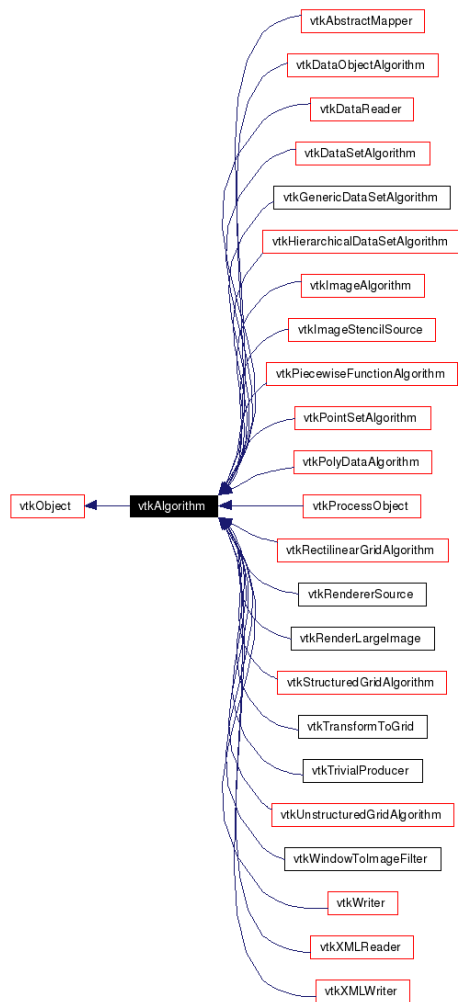 vtkAbstractMapper
vtkDataObjectAlgorithm
vtkDataReader
vtkDataSetAlgorithm
vtkGenericDataSetAlgorithm
vtkHierarchicalDataSetAlgorithm
vtkImageAlgorithm
vtkImageStencilSource
vtkPiecewiseFunctionAlgorithm
vtkPointSetAlgorithm
vtkPolyDataAlgorithm
vtkObject
vtkAlgorithm
vtkProcessObject
vtkRectilinearGridAlgorithm
vtkRendererSource
vtkRenderLargeImage
vtkStructuredGridAlgorithm
vtkTransformToGrid
vtkTrivialProducer
vtkUnstructuredGridAlgorithm
vtkWindowToImageFilter
vtkWriter
vtkXMLReader
vtkXMLWriter